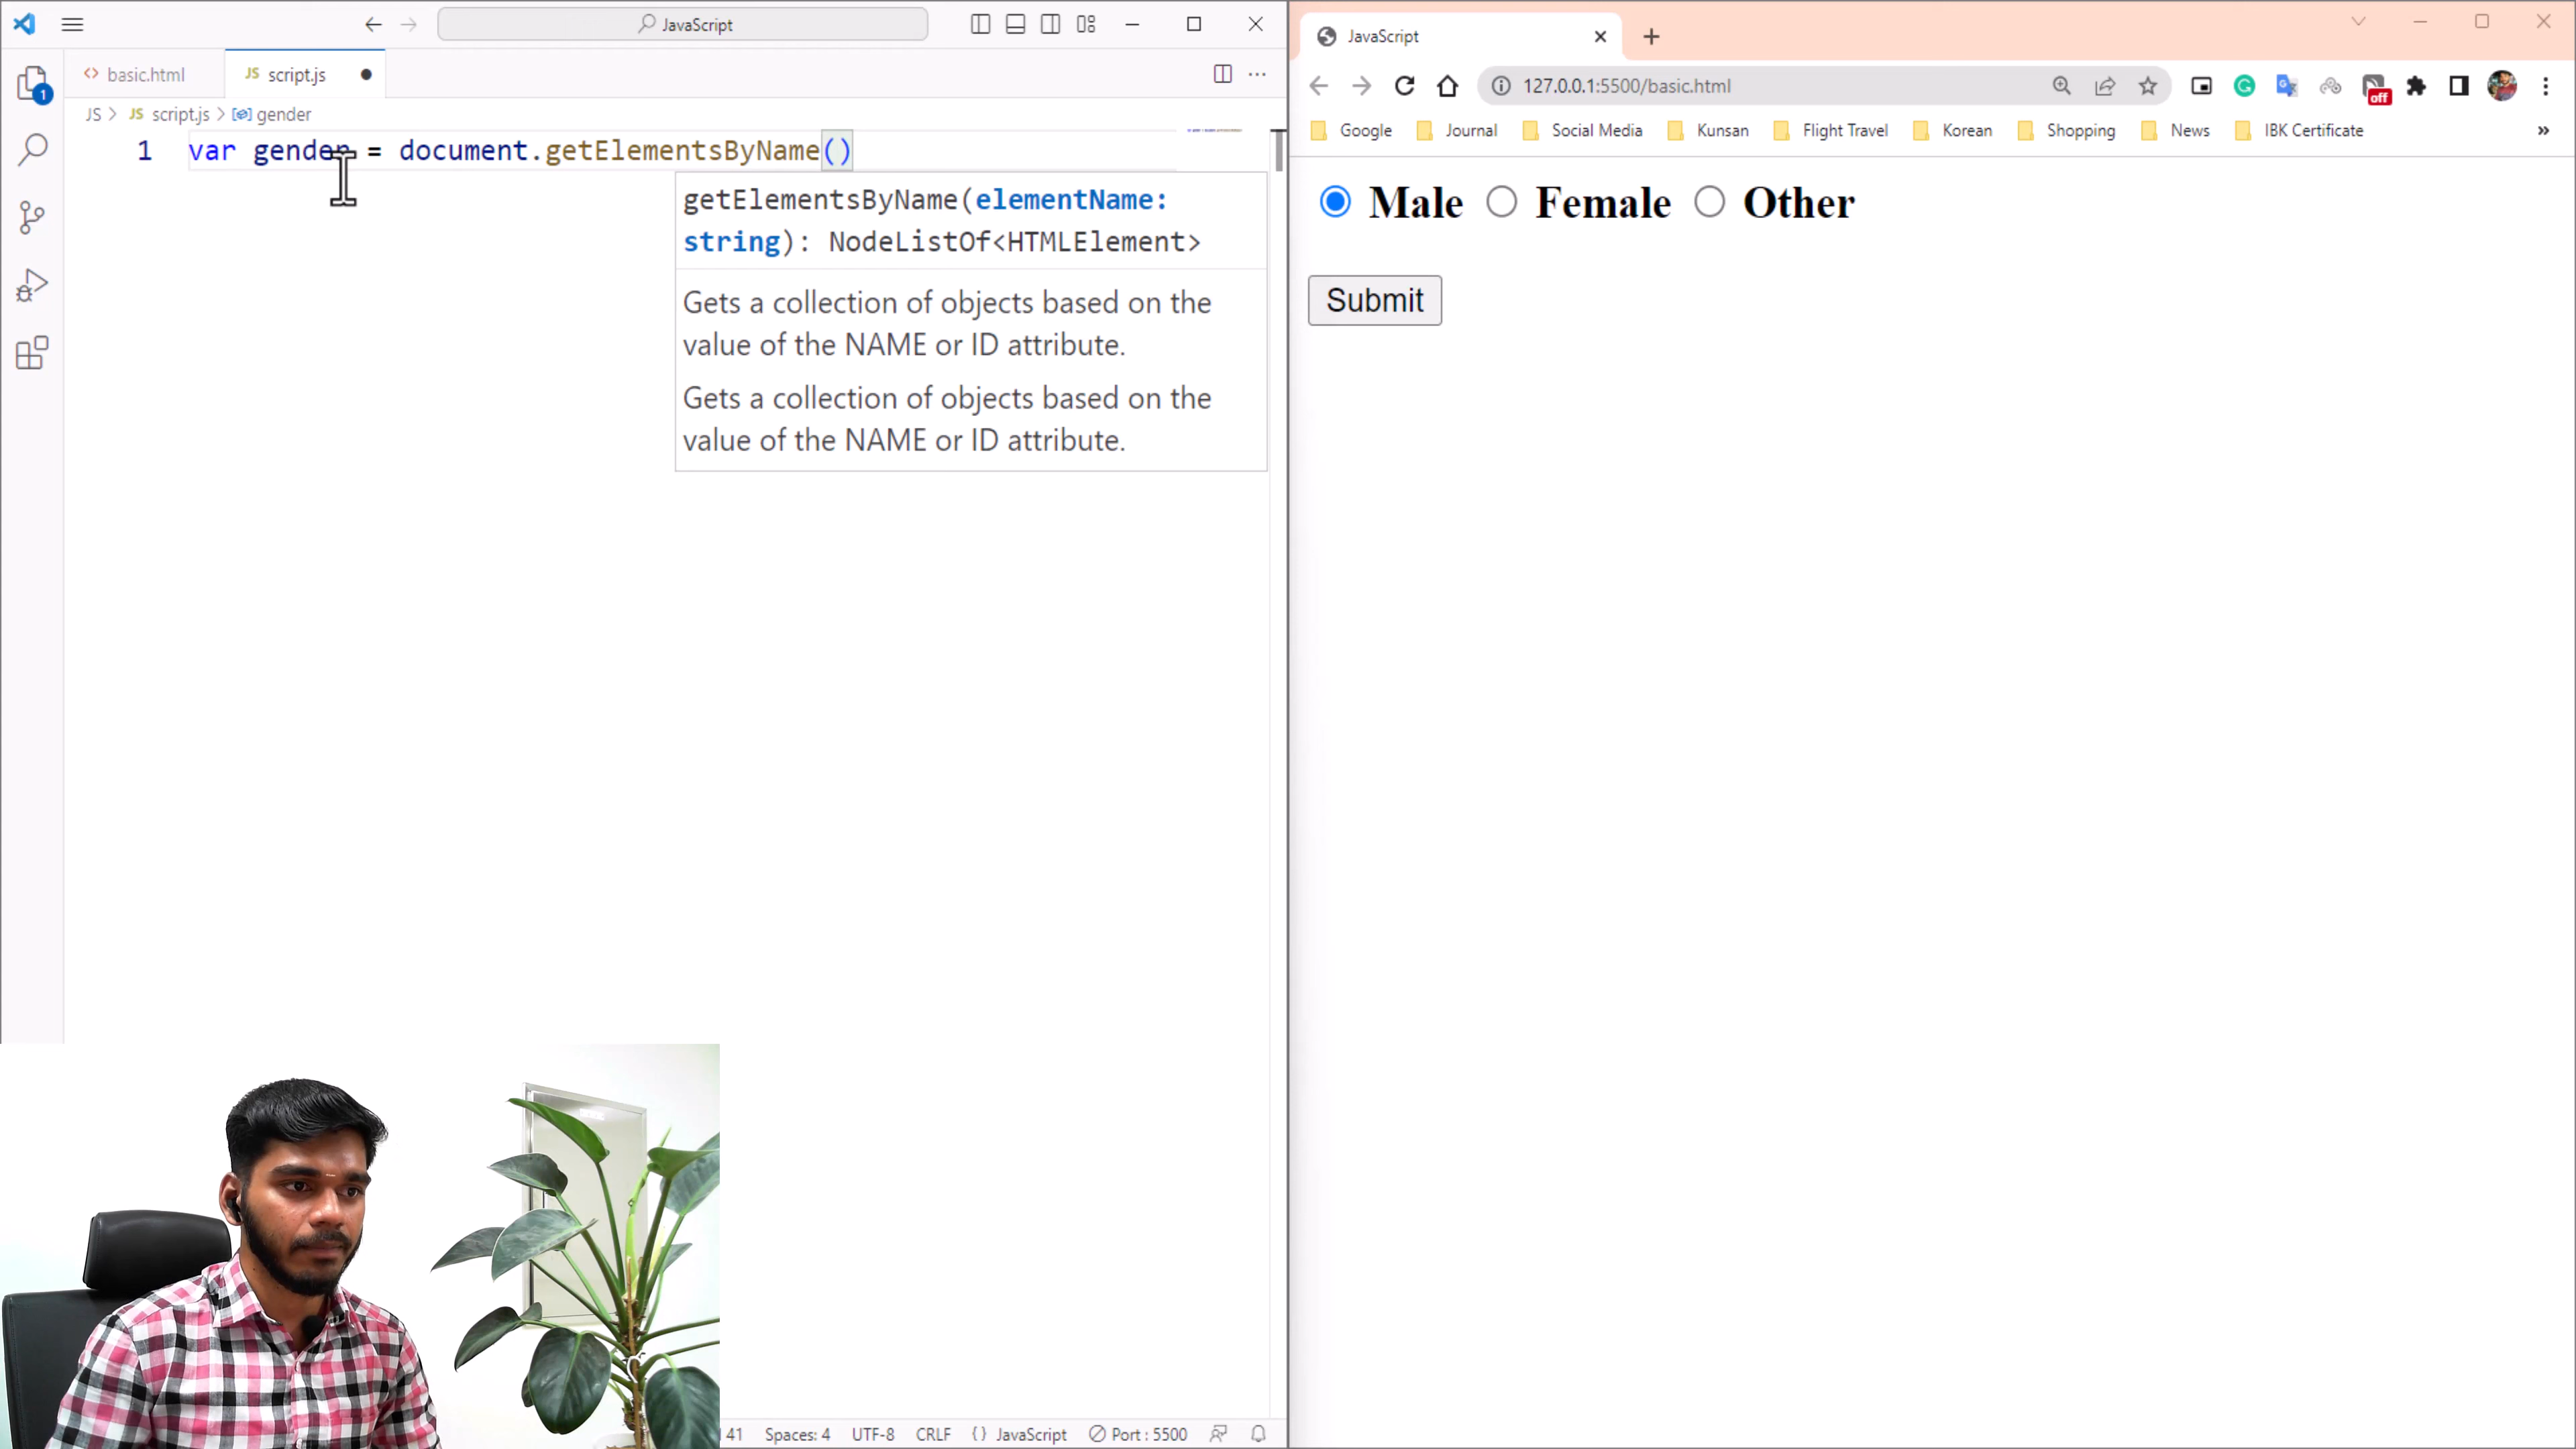 JavaScript
basic.html
JS script.js
JS > JS script.js > gender
1 var gender = document.getElementsByName()
getElementsByName(elementName:
string): NodeListOf<HTMLElement>
Gets a collection of objects based on the
value of the NAME or ID attribute.
Gets a collection of objects based on the
value of the NAME or ID attribute.
1
41 Spaces: 4 UTF-8 CRLF {} JavaScript Port : 5500
JavaScript
127.0.0.1:5500/basic.html
off
Google Journal Social Media Kunsan Flight Travel Korean Shopping News IBK Certificate »
Male Female Other
Submit